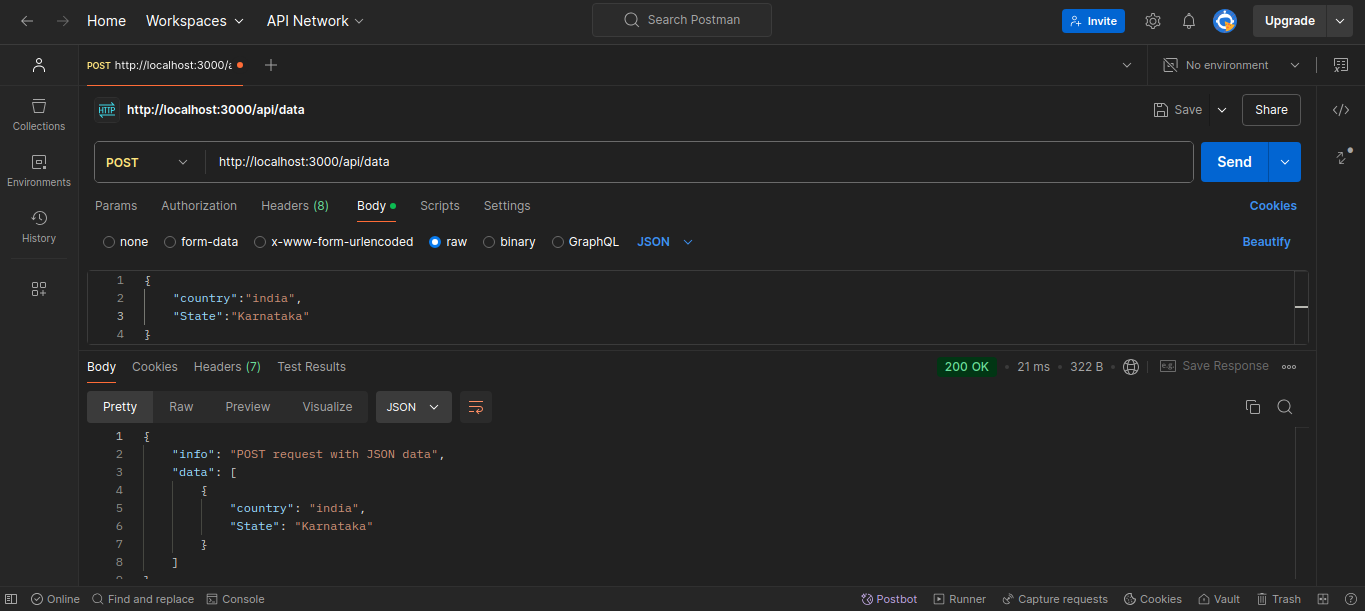 Home Workspaces API Network Search Postman Invite Upgrade
POST http://localhost:3000/a No environment
Collections
Environments
History
http://localhost:3000/api/data Save Share
POST http://localhost:3000/api/data Send
Params Authorization Headers (8) Body Scripts Settings Cookies
none form-data x-www-form-urlencoded raw binary GraphQL JSON Beautify
1 {
2 "country":"india",
3 "State":"Karnataka"
4 }
Body Cookies Headers (7) Test Results 200 OK 21 ms 322 B Save Response
Pretty Raw Preview Visualize JSON
1 {
2 "info": "POST request with JSON data",
3 "data": [
4 {
5 "country": "india",
6 "State": "Karnataka"
7 }
8 ]
Online Find and replace Console Postbot Runner Capture requests Cookies Vault Trash